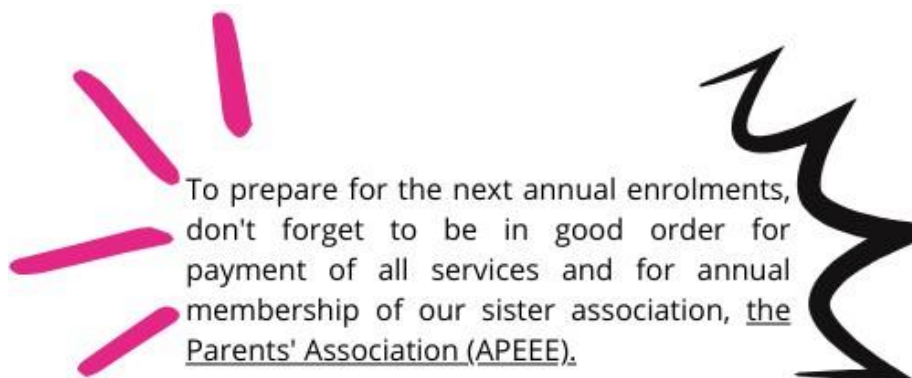 To prepare for the next annual enrolments,
don't forget to be in good order for
payment of all services and for annual
membership of our sister association, the
Parents' Association (APEEE).